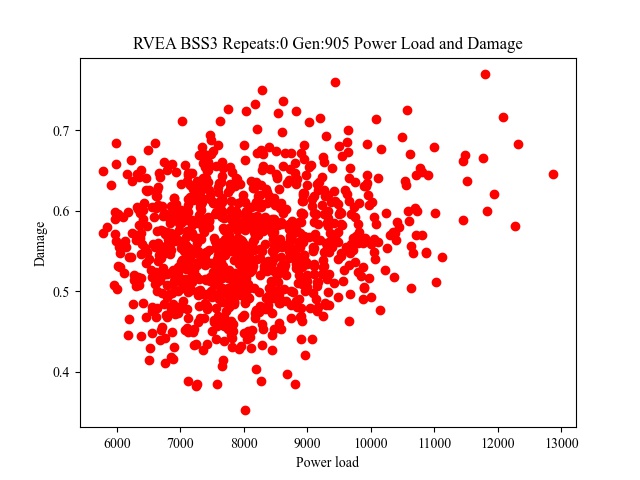 RVEA BSS3 Repeats:0 Gen:905 Power Load and Damage
0.7
0.6
0.5
0.4
Damage
6000 7000 8000 9000 10000 11000 12000 13000
Power load